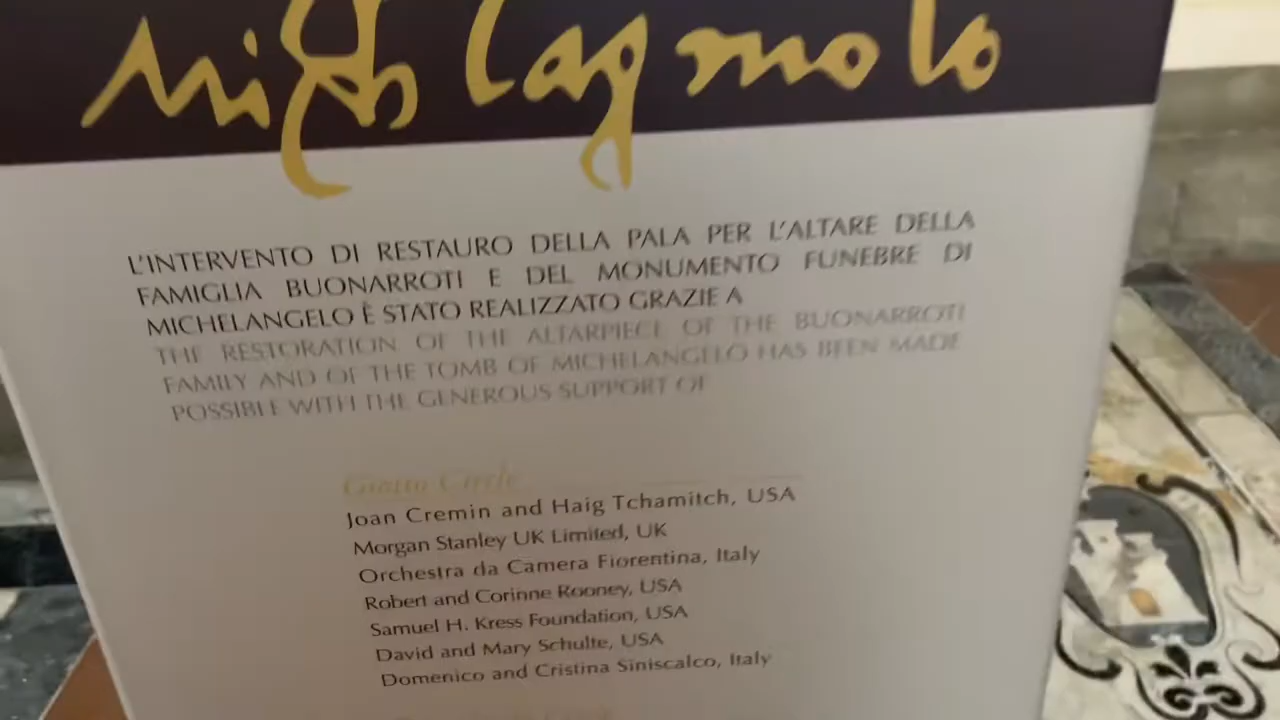 Michelagniolo
L'INTERVENTO DI RESTAURO DELLA PALA PER L'ALTARE DELLA
FAMIGLIA BUONARROTI E DEL MONUMENTO FUNEBRE DI
MICHELANGELO È STATO REALIZZATO GRAZIE A
THE RESTORATION OF THE ALTARPIECE OF THE BUONARROTI
FAMILY AND OF THE TOMB OF MICHELANGELO HAS BEEN MADE
POSSIBLE WITH THE GENEROUS SUPPORT OF
Giotto Circle
Joan Cremin and Haig Tchamitch, USA
Morgan Stanley UK Limited, UK
Orchestra da Camera Fiorentina, Italy
Robert and Corinne Rooney, USA
Samuel H. Kress Foundation, USA
David and Mary Schulte, USA
Domenico and Cristina Siniscalco, Italy